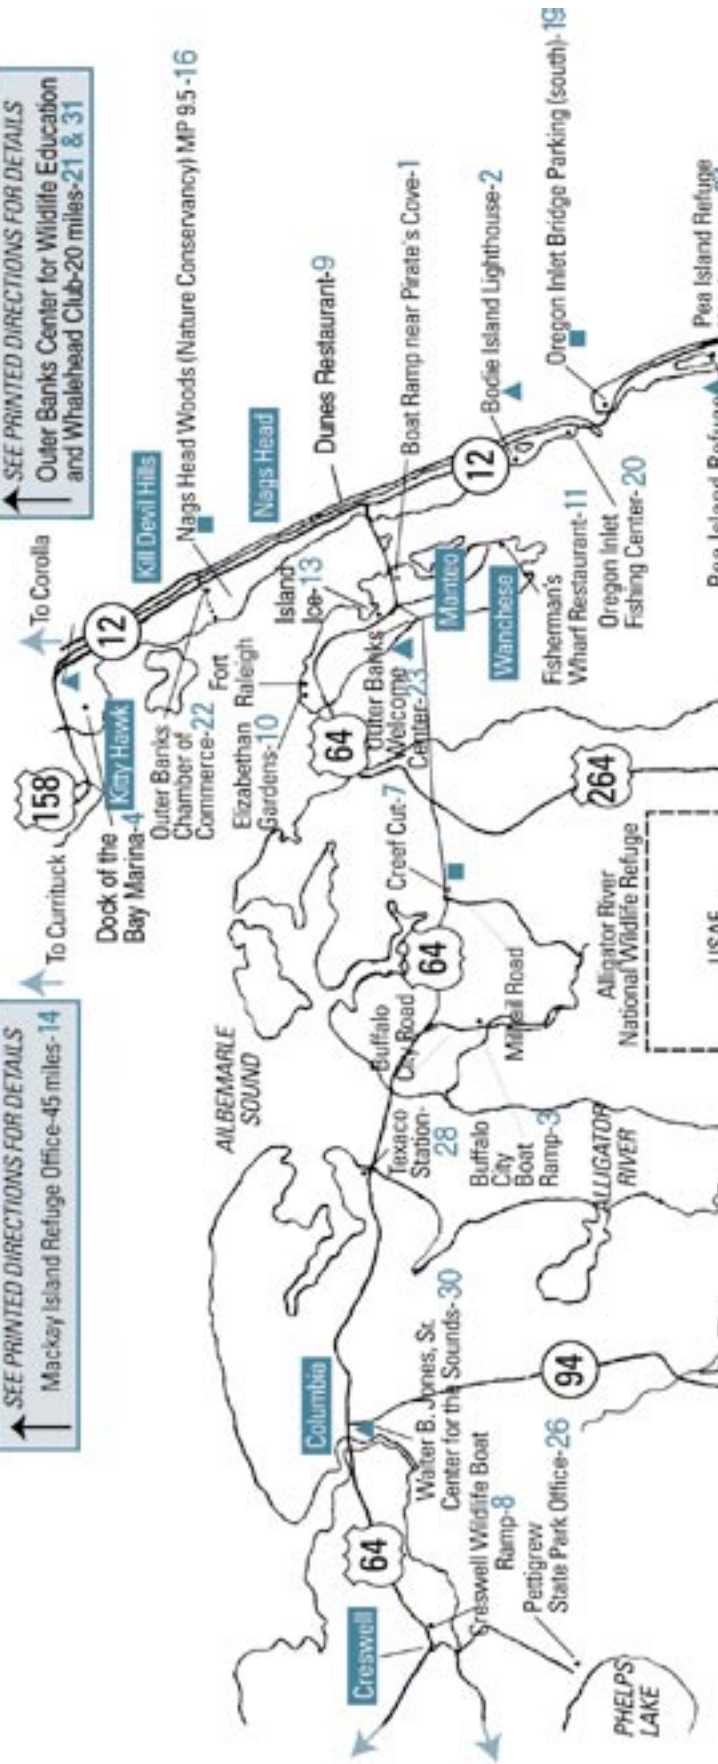 SEE PRINTED DIRECTIONS FOR DETAILS
Mackay Island Refuge Office-45 miles-14
SEE PRINTED DIRECTIONS FOR DETAILS
Outer Banks Center for Wildlife Education
and Whalehead Club-20 miles-21 & 31
To Currituck
To Corolla
158
12
Dock of the
Bay Marina-4
Kitty Hawk
Kill Devil Hills
Outer Banks
Chamber of
Commerce-22
Nags Head Woods (Nature Conservancy) MP 9.5 -16
Nags Head
AILBEMARLE
SOUND
Elizabethan
Gardens-10
Fort
Raleigh
Island
Ice-13
Dunes Restaurant-9
64
Outer Banks
Welcome
Center-23
Boat Ramp near Pirate's Cove-1
Manteo
Wanchese
12
Bodie Island Lighthouse-2
Fisherman's
Wharf Restaurant-11
Oregon Inlet
Fishing Center-20
Oregon Inlet Bridge Parking (south)-19
Columbia
Creswell
64
Walter B. Jones, Sr.
Center for the Sounds-30
Creswell Wildlife Boat
Ramp-8
Pettigrew
State Park Office-26
PHELPS
LAKE
94
Texaco
Station-
28
Buffalo
City Road
64
Creef Cut-7
Buffalo
City
Boat
Ramp-3
Milltail Road
ALLIGATOR
RIVER
Alligator River
National Wildlife Refuge
264
USAF
Pea Island Refuge
Pea Island Refuge